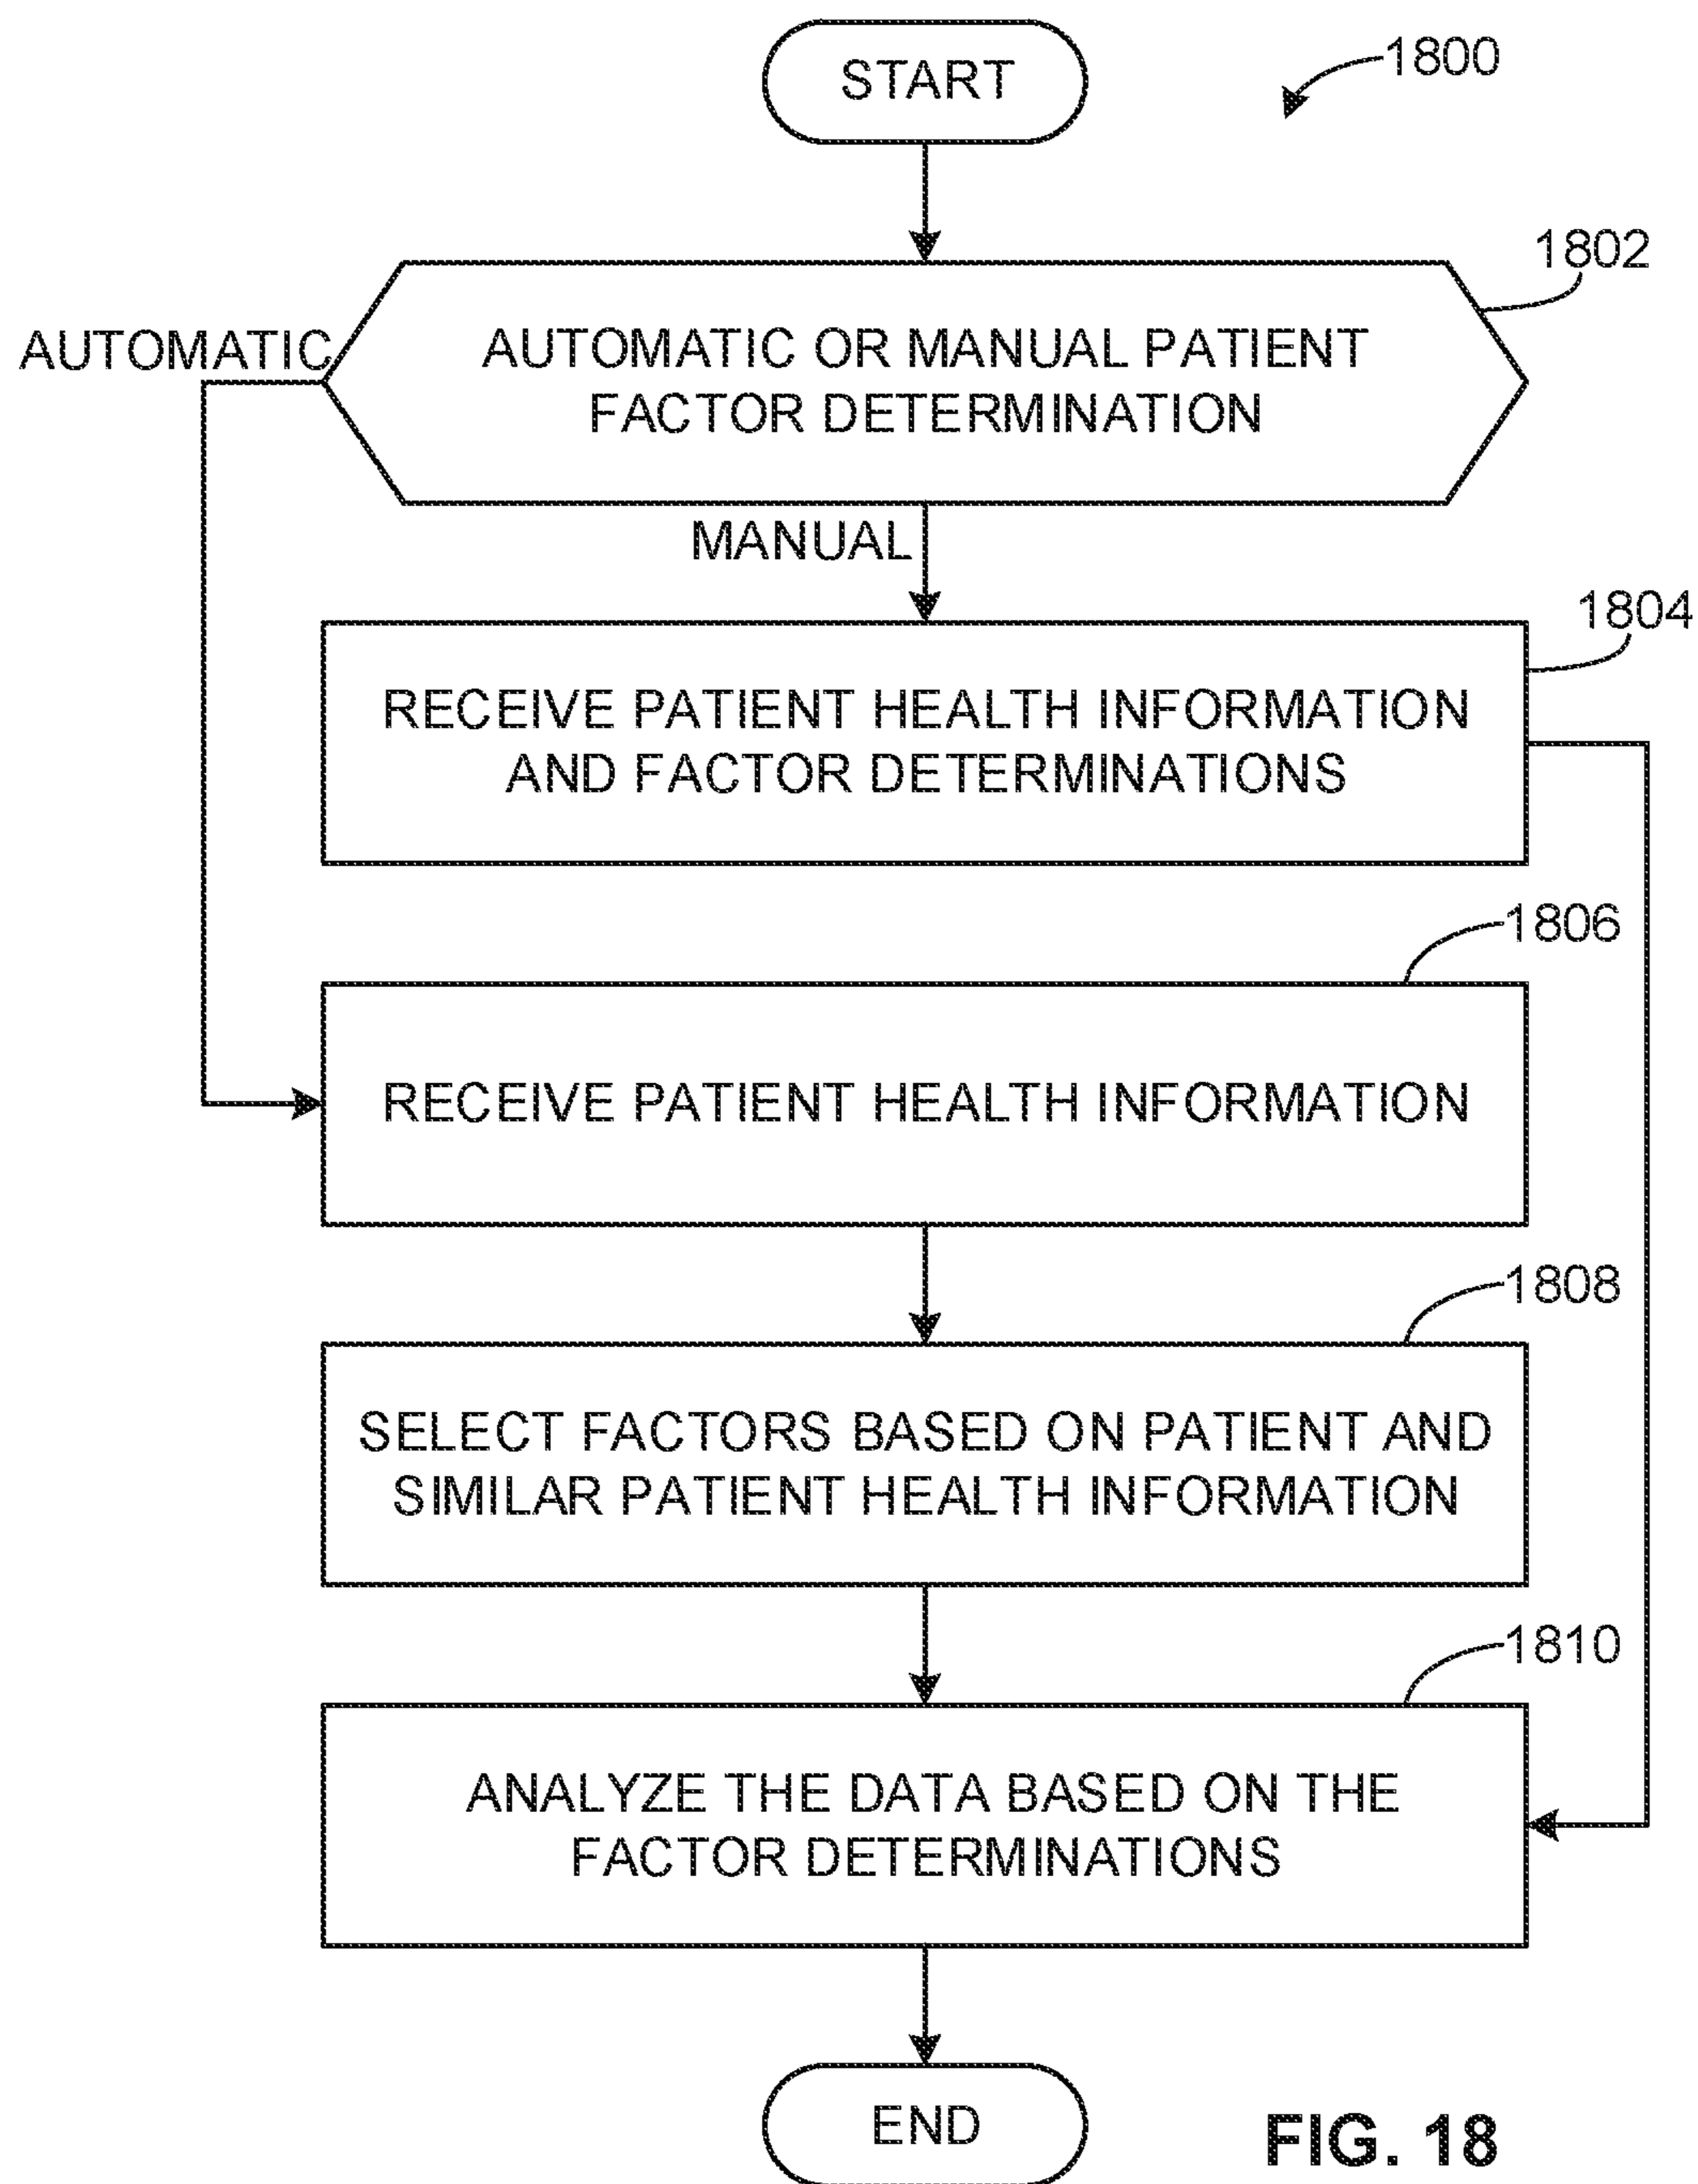 START
1800
1802
AUTOMATIC
AUTOMATIC OR MANUAL PATIENT
FACTOR DETERMINATION
MANUAL
1804
RECEIVE PATIENT HEALTH INFORMATION
AND FACTOR DETERMINATIONS
1806
RECEIVE PATIENT HEALTH INFORMATION
1808
SELECT FACTORS BASED ON PATIENT AND
SIMILAR PATIENT HEALTH INFORMATION
1810
ANALYZE THE DATA BASED ON THE
FACTOR DETERMINATIONS
END
FIG. 18